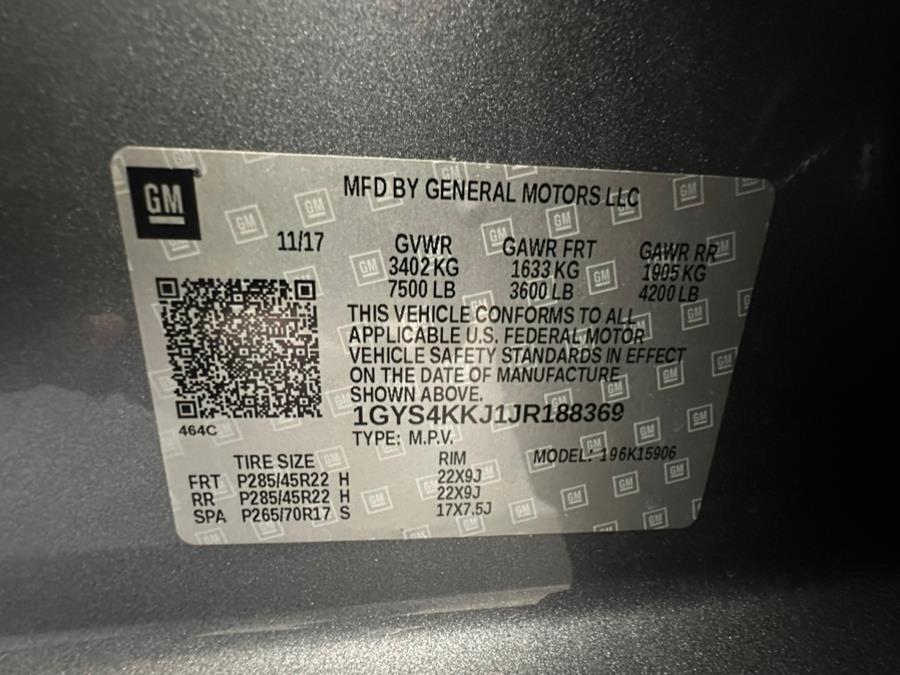 GM
MFD BY GENERAL MOTORS LLC
11/17 GVWR GAWR FRT GAWR RR
3402 KG 1633 KG 1905 KG
7500 LB 3600 LB 4200 LB
THIS VEHICLE CONFORMS TO ALL
APPLICABLE U.S. FEDERAL MOTOR
VEHICLE SAFETY STANDARDS IN EFFECT
ON THE DATE OF MANUFACTURE
SHOWN ABOVE.
1GYS4KKJ1JR188369
464C
TYPE: M.P.V. MODEL: 196K15906
TIRE SIZE RIM
FRT P285/45R22 H 22X9J
RR P285/45R22 H 22X9J
SPA P265/70R17 S 17X7.5J